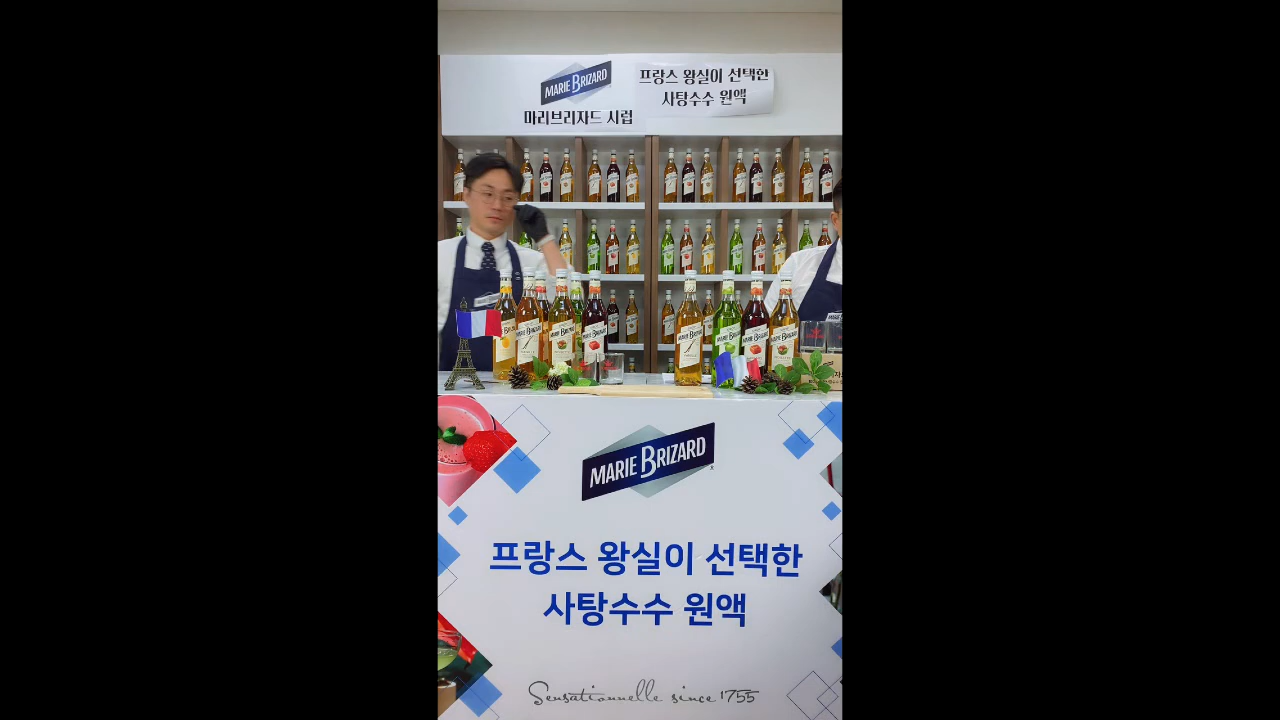 MARIE BRIZARD
마리브리자드 시럽
프랑스 왕실이 선택한
사탕수수 원액
MARIE BRIZARD
프랑스 왕실이 선택한
사탕수수 원액
Sensationnelle since 1755